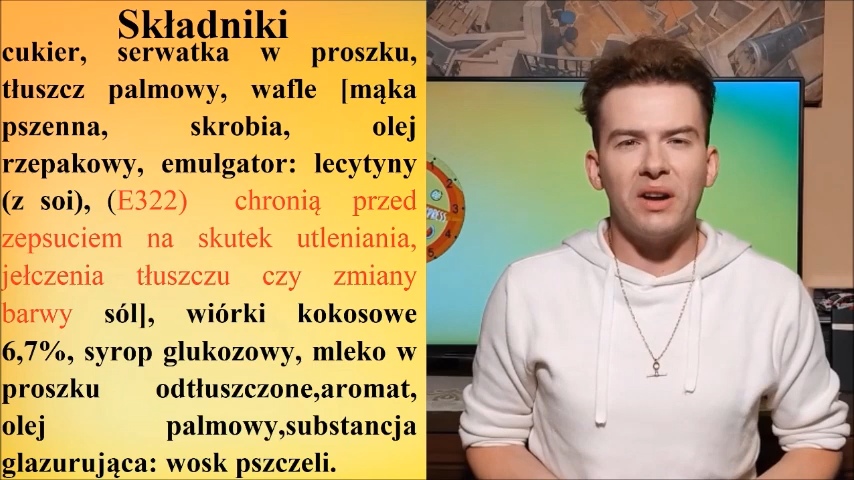 Składniki
cukier, serwatka w proszku,
tłuszcz palmowy, wafle [mąka
pszenna, skrobia, olej
rzepakowy, emulgator: lecytyny
(z soi), (E322) chronią przed
zepsuciem na skutek utleniania,
jełczenia tłuszczu czy zmiany
barwy sól], wiórki kokosowe
6,7%, syrop glukozowy, mleko w
proszku odtłuszczone,aromat,
olej palmowy,substancja
glazurująca: wosk pszczeli.